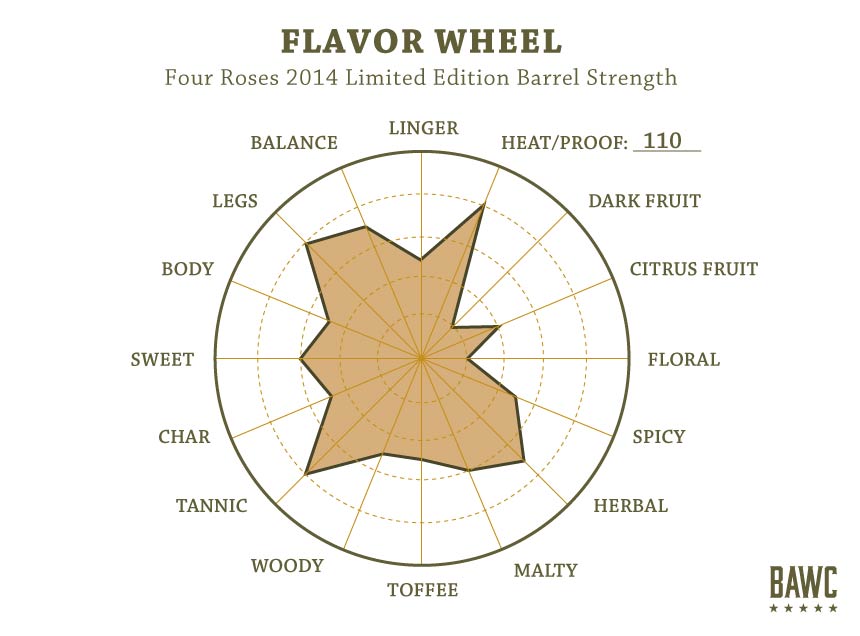 FLAVOR WHEEL
Four Roses 2014 Limited Edition Barrel Strength
LINGER
HEAT/PROOF: 110
DARK FRUIT
CITRUS FRUIT
FLORAL
SPICY
HERBAL
MALTY
TOFFEE
WOODY
TANNIC
CHAR
SWEET
BODY
LEGS
BALANCE
BAWC